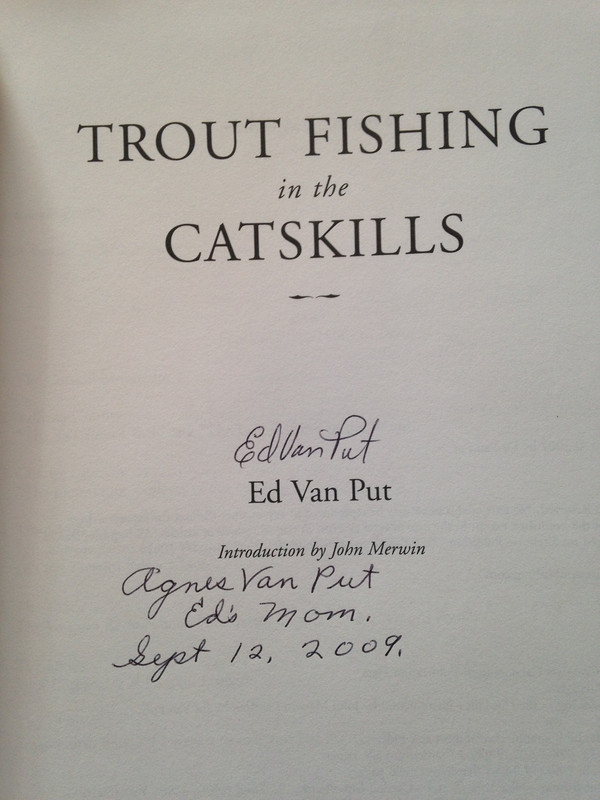 TROUT FISHING
in the
CATSKILLS
Ed Van Put
Ed Van Put
Introduction by John Merwin
Agnes Van Put
Ed's Mom.
Sept 12, 2009.